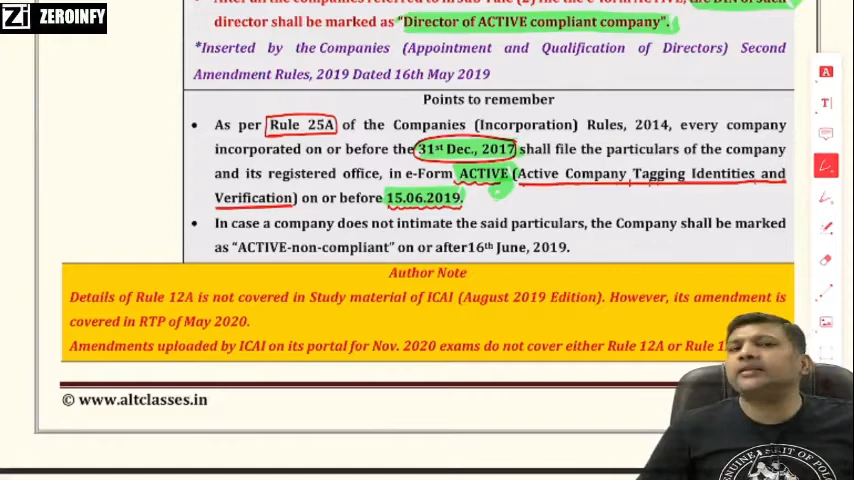 Zi ZEROINFY
director shall be marked as "Director of ACTIVE compliant company".
*Inserted by the Companies (Appointment and Qualification of Directors) Second
Amendment Rules, 2019 Dated 16th May 2019
Points to remember
• As per Rule 25A of the Companies (Incorporation) Rules, 2014, every company
incorporated on or before the 31st Dec., 2017 shall file the particulars of the company
and its registered office, in e-Form ACTIVE (Active Company Tagging Identities and
Verification) on or before 15.06.2019.
• In case a company does not intimate the said particulars, the Company shall be marked
as "ACTIVE-non-compliant" on or after16th June, 2019.
Author Note
Details of Rule 12A is not covered in Study material of ICAI (August 2019 Edition). However, its amendment is
covered in RTP of May 2020.
Amendments uploaded by ICAI on its portal for Nov. 2020 exams do not cover either Rule 12A or Rule
© www.altclasses.in